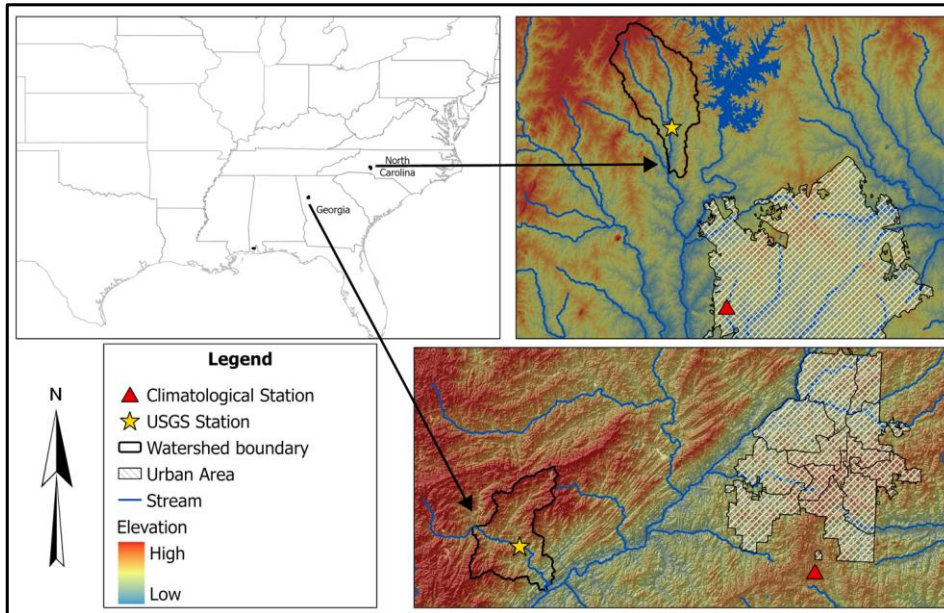 North
Carolina
Georgia
N
Legend
Climatological Station
USGS Station
Watershed boundary
Urban Area
Stream
Elevation
High
Low